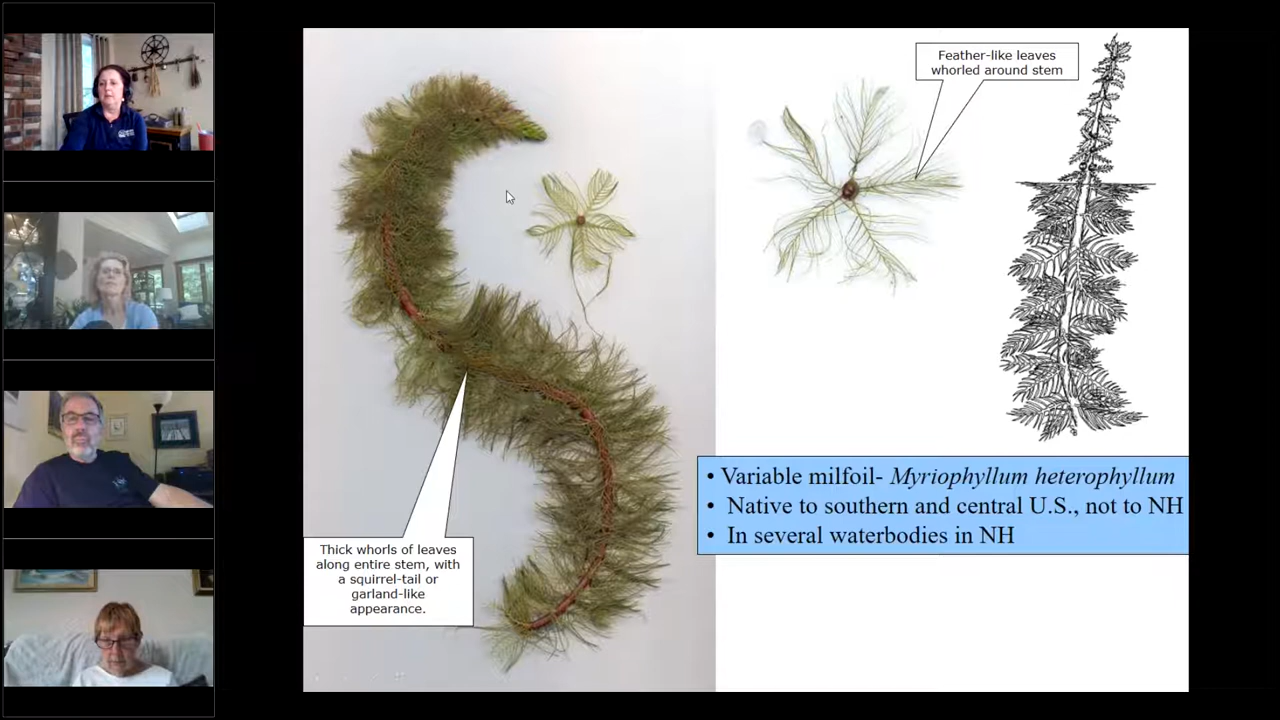 Feather-like leaves
whorled around stem
Thick whorls of leaves
along entire stem, with
a squirrel-tail or
garland-like
appearance.
• Variable milfoil- Myriophyllum heterophyllum
• Native to southern and central U.S., not to NH
• In several waterbodies in NH